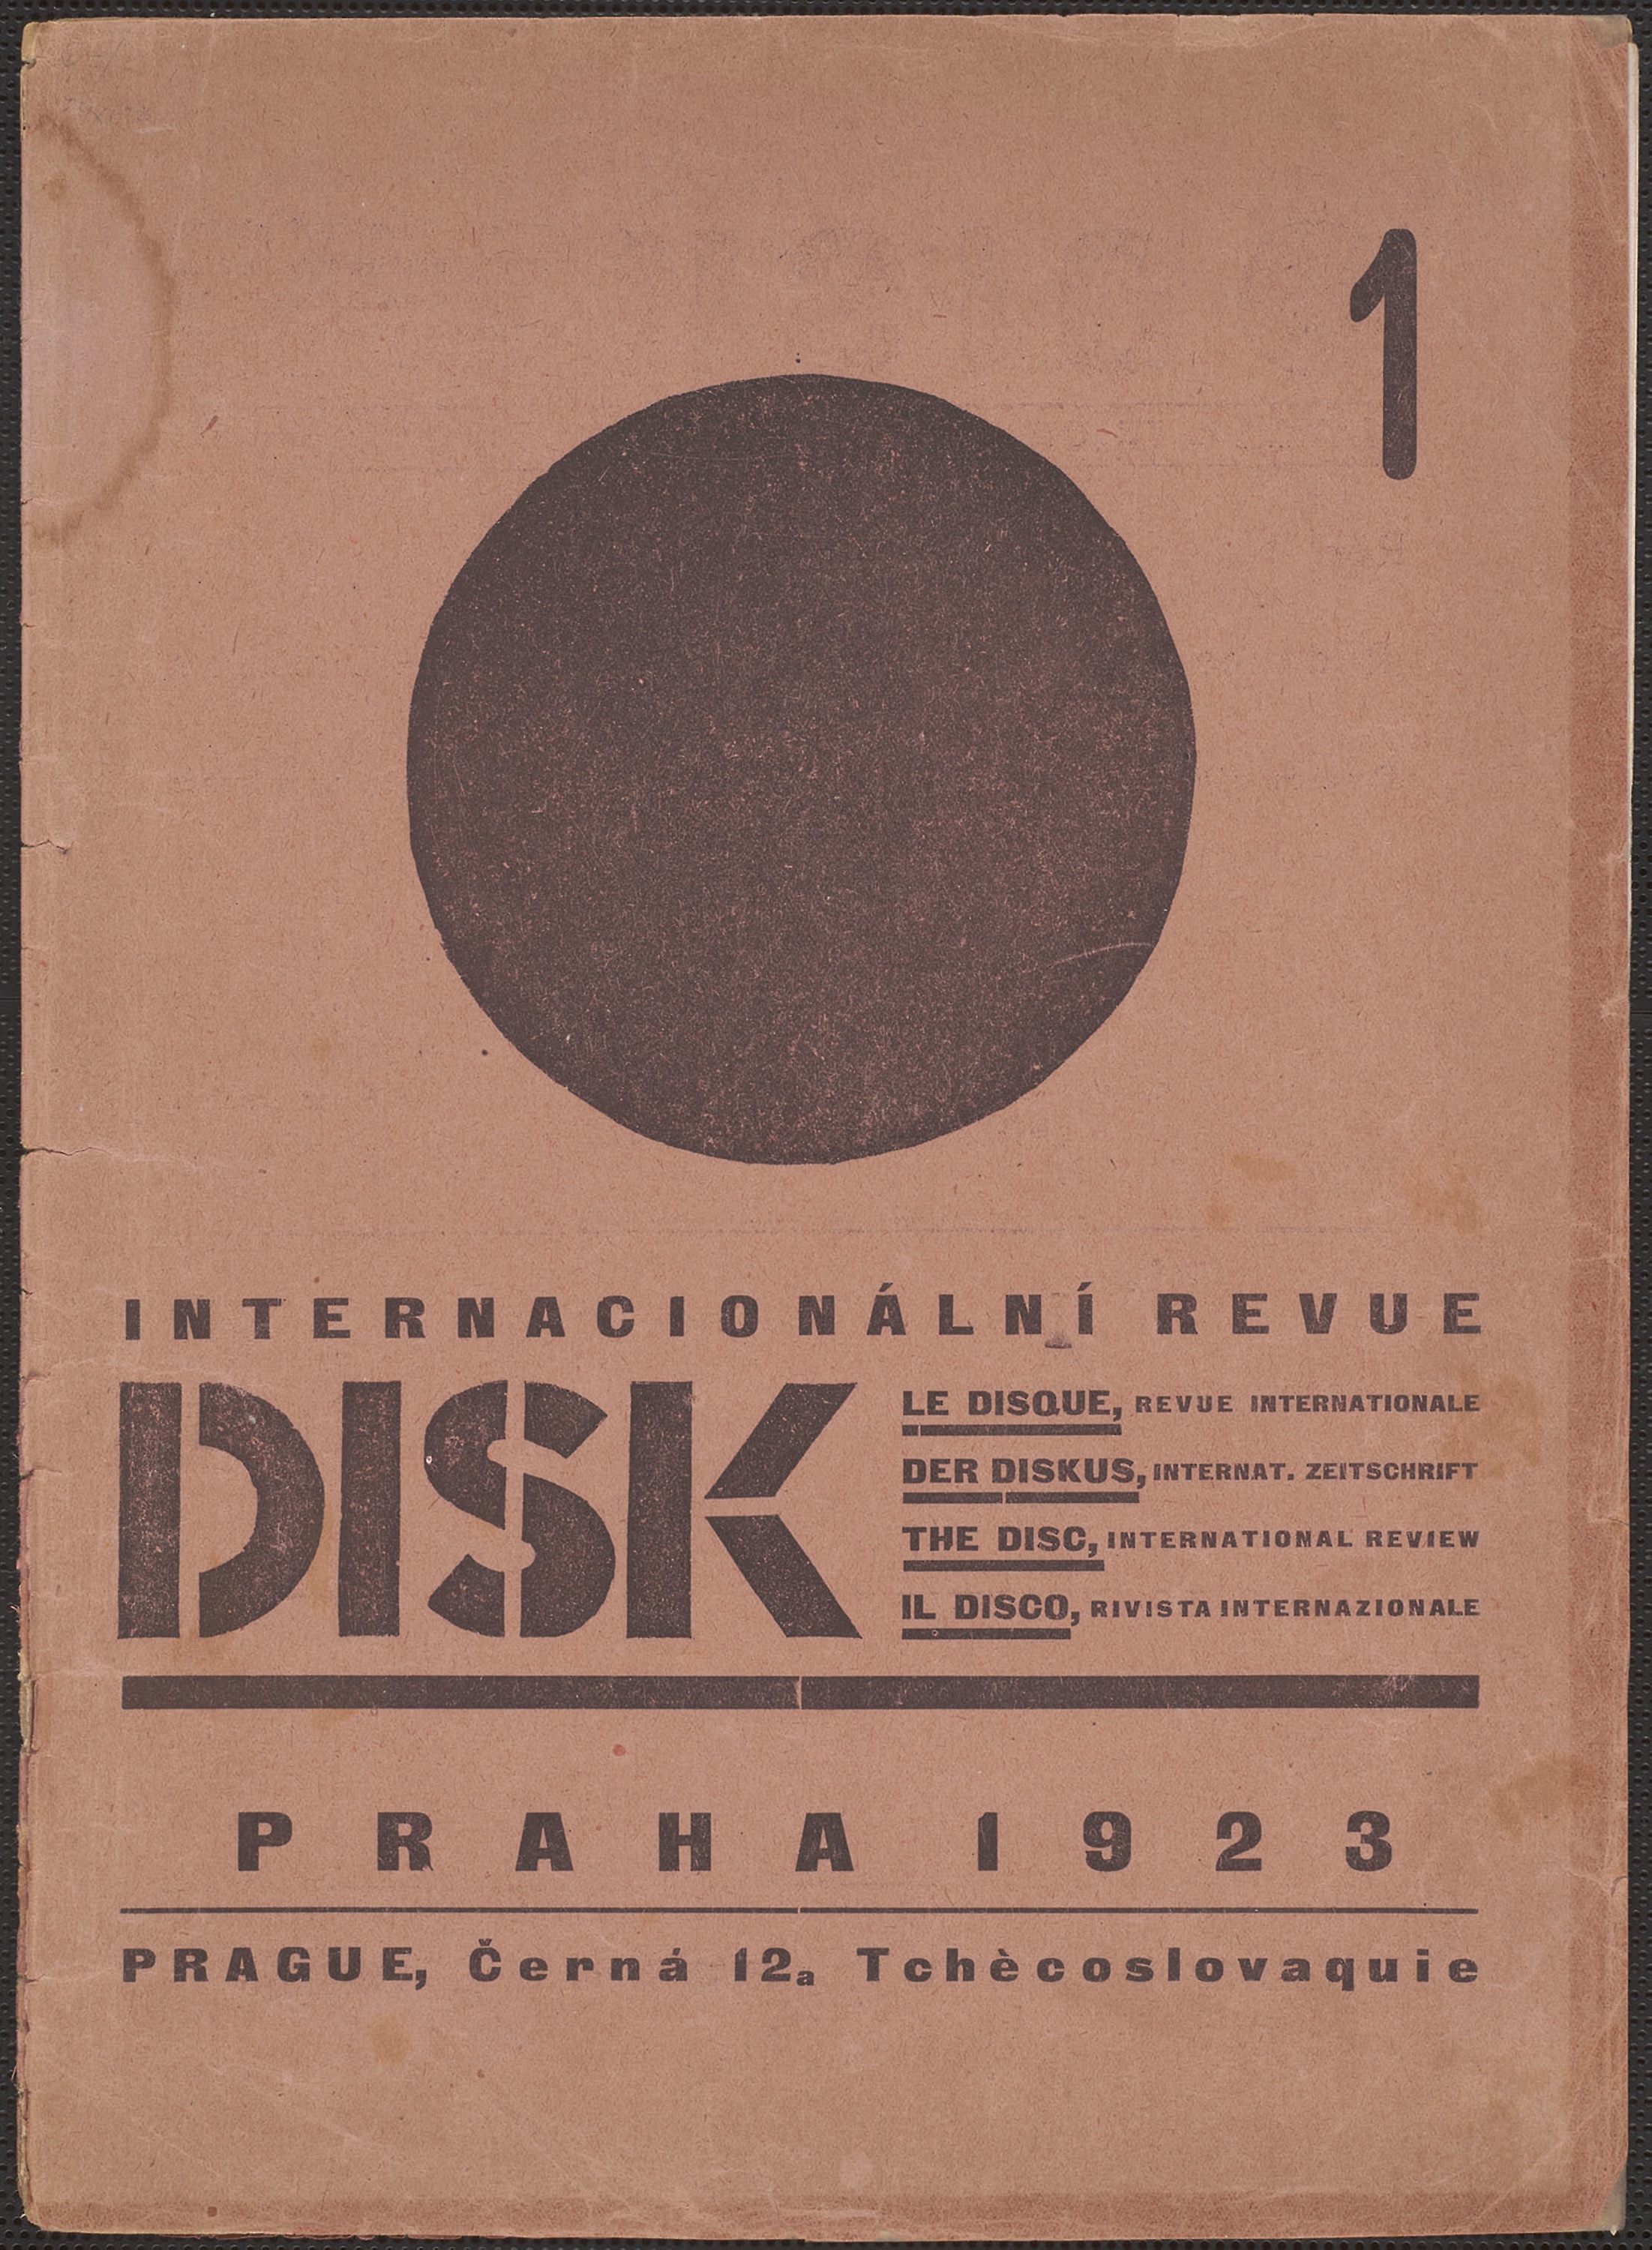 1
INTERNACIONÁLNÍ REVUE
DISK
LE DISQUE, REVUE INTERNATIONALE
DER DISKUS, INTERNAT. ZEITSCHRIFT
THE DISC, INTERNATIONAL REVIEW
IL DISCO, RIVISTA INTERNAZIONALE
PRAHA 1923
PRAGUE, Černá 12a Tchècoslovaquie